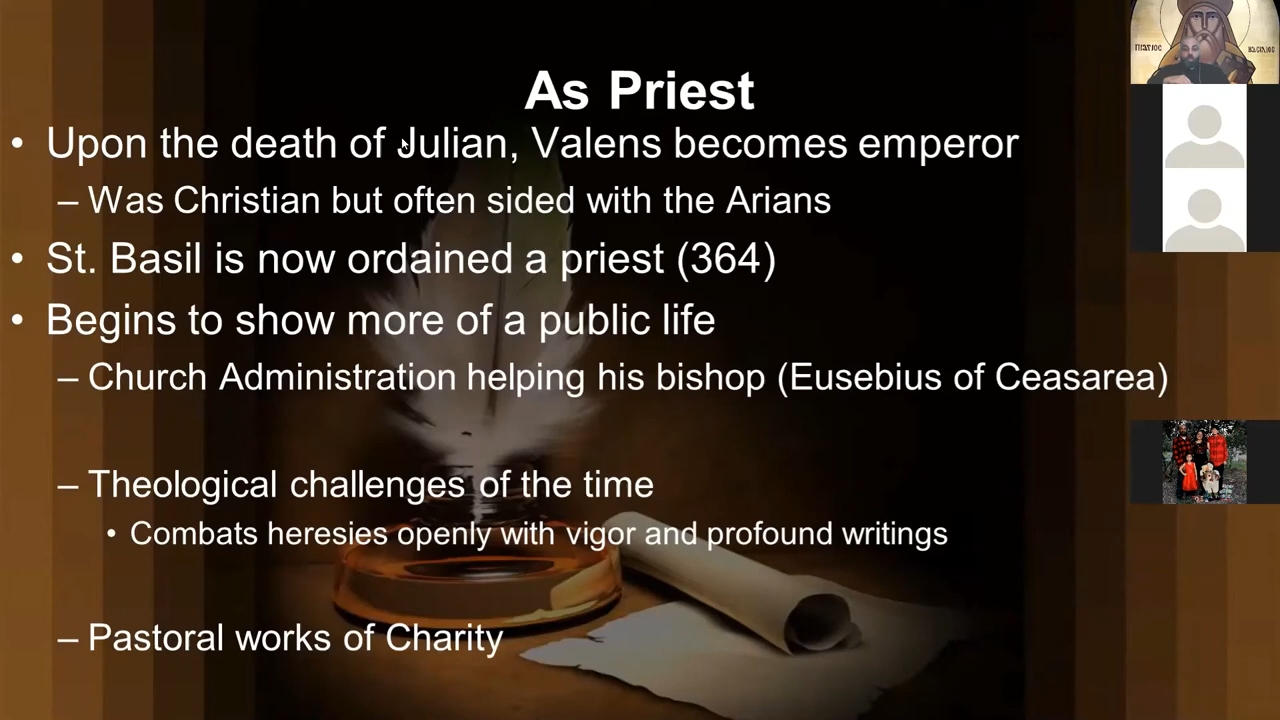 As Priest
• Upon the death of Julian, Valens becomes emperor
– Was Christian but often sided with the Arians
• St. Basil is now ordained a priest (364)
• Begins to show more of a public life
– Church Administration helping his bishop (Eusebius of Ceasarea)
– Theological challenges of the time
• Combats heresies openly with vigor and profound writings
– Pastoral works of Charity